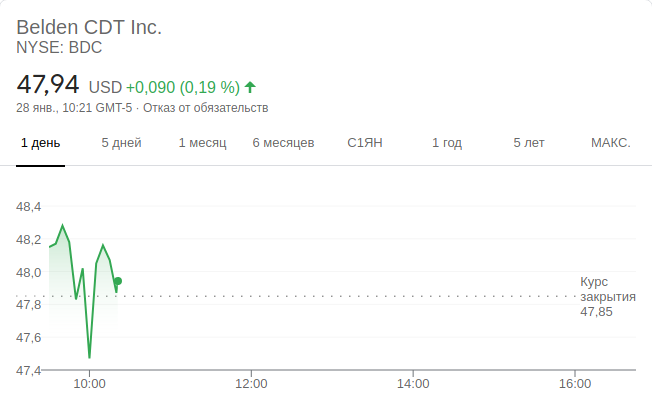 Belden CDT Inc.
NYSE: BDC
47,94 USD +0,090 (0,19 %)
28 янв., 10:21 GMT-5 · Отказ от обязательств
1 день 5 дней 1 месяц 6 месяцев С1ЯН 1 год 5 лет МАКС.
48,4
48,2
48,0
47,8
47,6
47,4
Курс
закрытия
47,85
10:00 12:00 14:00 16:00